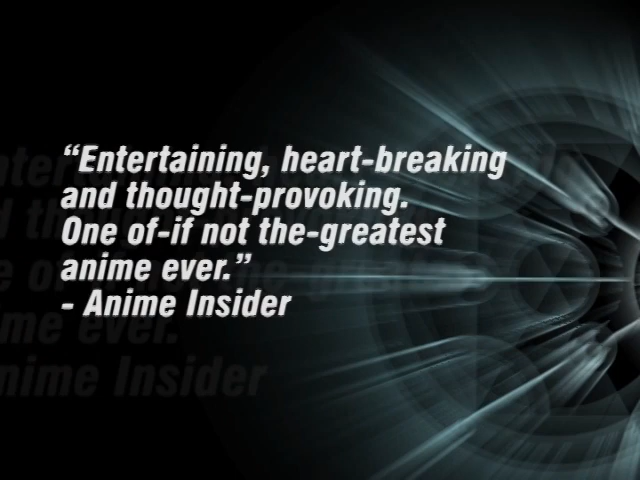 “Entertaining, heart-breaking
and thought-provoking.
One of-if not the-greatest
anime ever.”
- Anime Insider